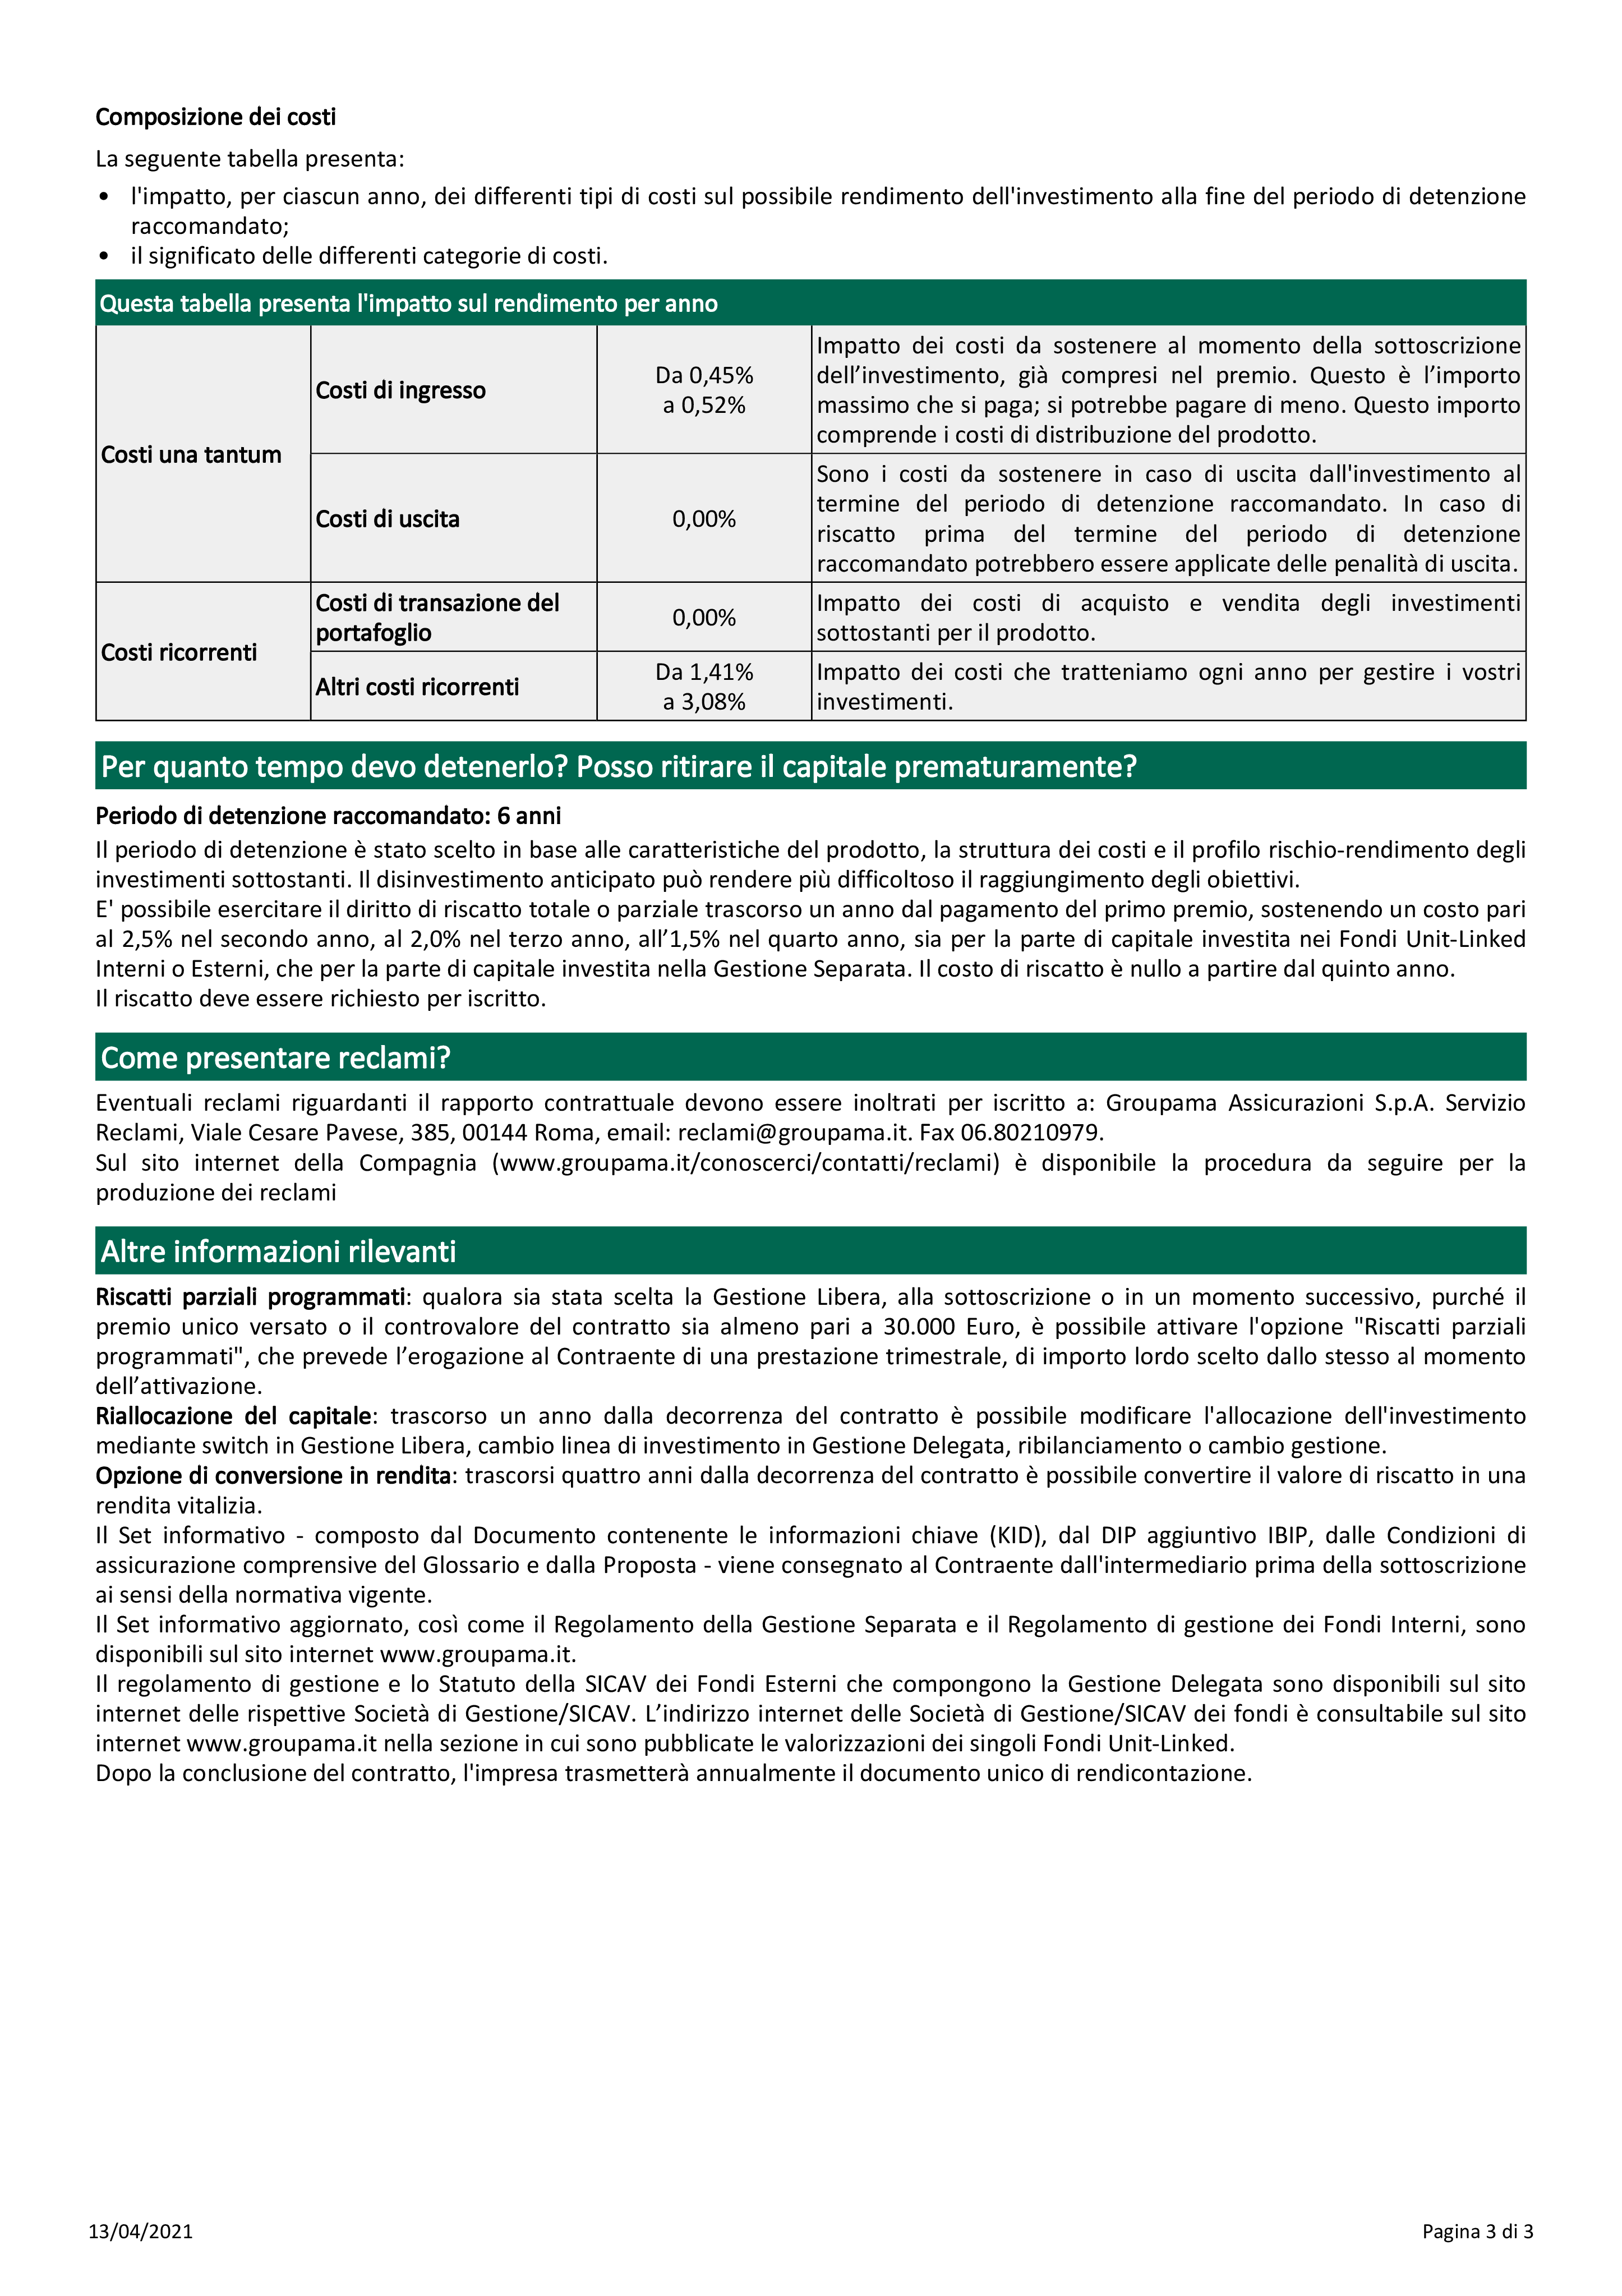 Composizione dei costi
La seguente tabella presenta:
• l'impatto, per ciascun anno, dei differenti tipi di costi sul possibile rendimento dell'investimento alla fine del periodo di detenzione
raccomandato;
• il significato delle differenti categorie di costi.
Questa tabella presenta l'impatto sul rendimento per anno
Costi una tantum
Costi di ingresso
Da 0,45%
a 0,52%
Impatto dei costi da sostenere al momento della sottoscrizione
dell’investimento, già compresi nel premio. Questo è l’importo
massimo che si paga; si potrebbe pagare di meno. Questo importo
comprende i costi di distribuzione del prodotto.
Costi di uscita
0,00%
Sono i costi da sostenere in caso di uscita dall'investimento al
termine del periodo di detenzione raccomandato. In caso di
riscatto prima del termine del periodo di detenzione
raccomandato potrebbero essere applicate delle penalità di uscita.
Costi ricorrenti
Costi di transazione del
portafoglio
0,00%
Impatto dei costi di acquisto e vendita degli investimenti
sottostanti per il prodotto.
Altri costi ricorrenti
Da 1,41%
a 3,08%
Impatto dei costi che tratteniamo ogni anno per gestire i vostri
investimenti.
Per quanto tempo devo detenerlo? Posso ritirare il capitale prematuramente?
Periodo di detenzione raccomandato: 6 anni
Il periodo di detenzione è stato scelto in base alle caratteristiche del prodotto, la struttura dei costi e il profilo rischio-rendimento degli
investimenti sottostanti. Il disinvestimento anticipato può rendere più difficoltoso il raggiungimento degli obiettivi.
E' possibile esercitare il diritto di riscatto totale o parziale trascorso un anno dal pagamento del primo premio, sostenendo un costo pari
al 2,5% nel secondo anno, al 2,0% nel terzo anno, all’1,5% nel quarto anno, sia per la parte di capitale investita nei Fondi Unit-Linked
Interni o Esterni, che per la parte di capitale investita nella Gestione Separata. Il costo di riscatto è nullo a partire dal quinto anno.
Il riscatto deve essere richiesto per iscritto.
Come presentare reclami?
Eventuali reclami riguardanti il rapporto contrattuale devono essere inoltrati per iscritto a: Groupama Assicurazioni S.p.A. Servizio
Reclami, Viale Cesare Pavese, 385, 00144 Roma, email: reclami@groupama.it. Fax 06.80210979.
Sul sito internet della Compagnia (www.groupama.it/conoscerci/contatti/reclami) è disponibile la procedura da seguire per la
produzione dei reclami
Altre informazioni rilevanti
Riscatti parziali programmati: qualora sia stata scelta la Gestione Libera, alla sottoscrizione o in un momento successivo, purché il
premio unico versato o il controvalore del contratto sia almeno pari a 30.000 Euro, è possibile attivare l'opzione "Riscatti parziali
programmati", che prevede l’erogazione al Contraente di una prestazione trimestrale, di importo lordo scelto dallo stesso al momento
dell’attivazione.
Riallocazione del capitale: trascorso un anno dalla decorrenza del contratto è possibile modificare l'allocazione dell'investimento
mediante switch in Gestione Libera, cambio linea di investimento in Gestione Delegata, ribilanciamento o cambio gestione.
Opzione di conversione in rendita: trascorsi quattro anni dalla decorrenza del contratto è possibile convertire il valore di riscatto in una
rendita vitalizia.
Il Set informativo - composto dal Documento contenente le informazioni chiave (KID), dal DIP aggiuntivo IBIP, dalle Condizioni di
assicurazione comprensive del Glossario e dalla Proposta - viene consegnato al Contraente dall'intermediario prima della sottoscrizione
ai sensi della normativa vigente.
Il Set informativo aggiornato, così come il Regolamento della Gestione Separata e il Regolamento di gestione dei Fondi Interni, sono
disponibili sul sito internet www.groupama.it.
Il regolamento di gestione e lo Statuto della SICAV dei Fondi Esterni che compongono la Gestione Delegata sono disponibili sul sito
internet delle rispettive Società di Gestione/SICAV. L’indirizzo internet delle Società di Gestione/SICAV dei fondi è consultabile sul sito
internet www.groupama.it nella sezione in cui sono pubblicate le valorizzazioni dei singoli Fondi Unit-Linked.
Dopo la conclusione del contratto, l'impresa trasmetterà annualmente il documento unico di rendicontazione.
13/04/2021
Pagina 3 di 3